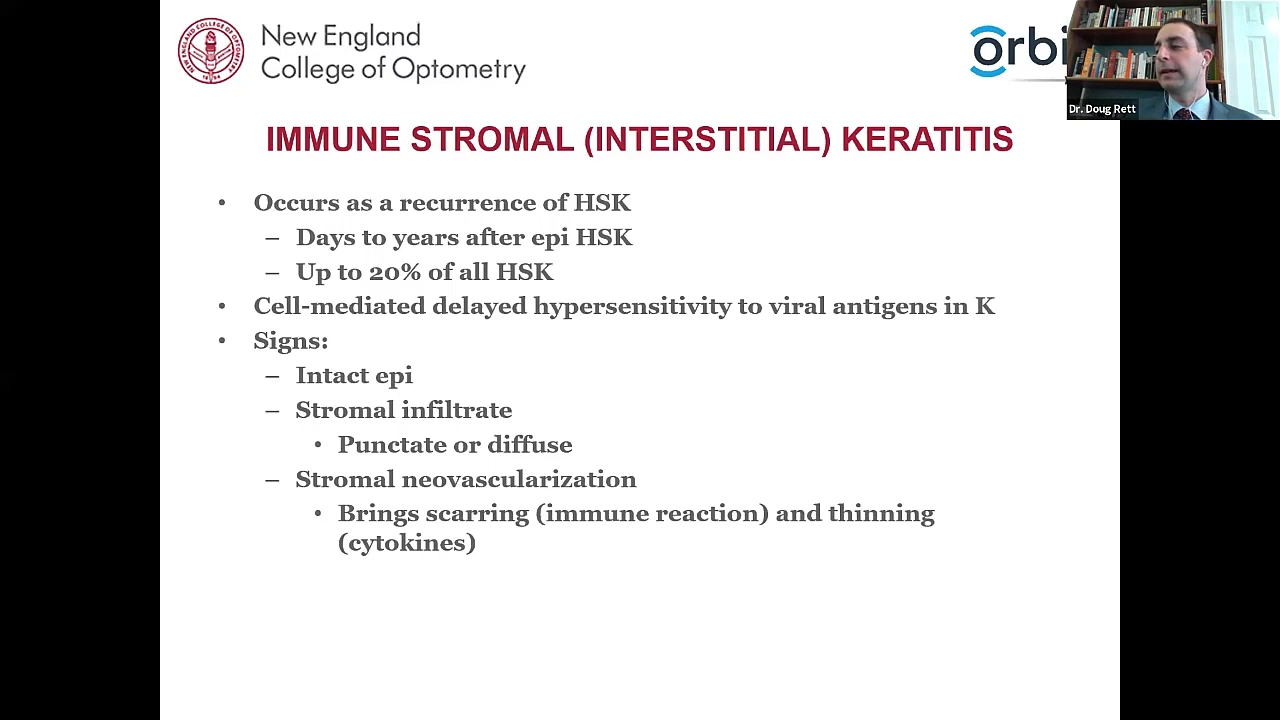 New England
College of Optometry
orbi
Dr. Doug Rett
IMMUNE STROMAL (INTERSTITIAL) KERATITIS
• Occurs as a recurrence of HSK
– Days to years after epi HSK
– Up to 20% of all HSK
• Cell-mediated delayed hypersensitivity to viral antigens in K
• Signs:
– Intact epi
– Stromal infiltrate
• Punctate or diffuse
– Stromal neovascularization
• Brings scarring (immune reaction) and thinning
(cytokines)